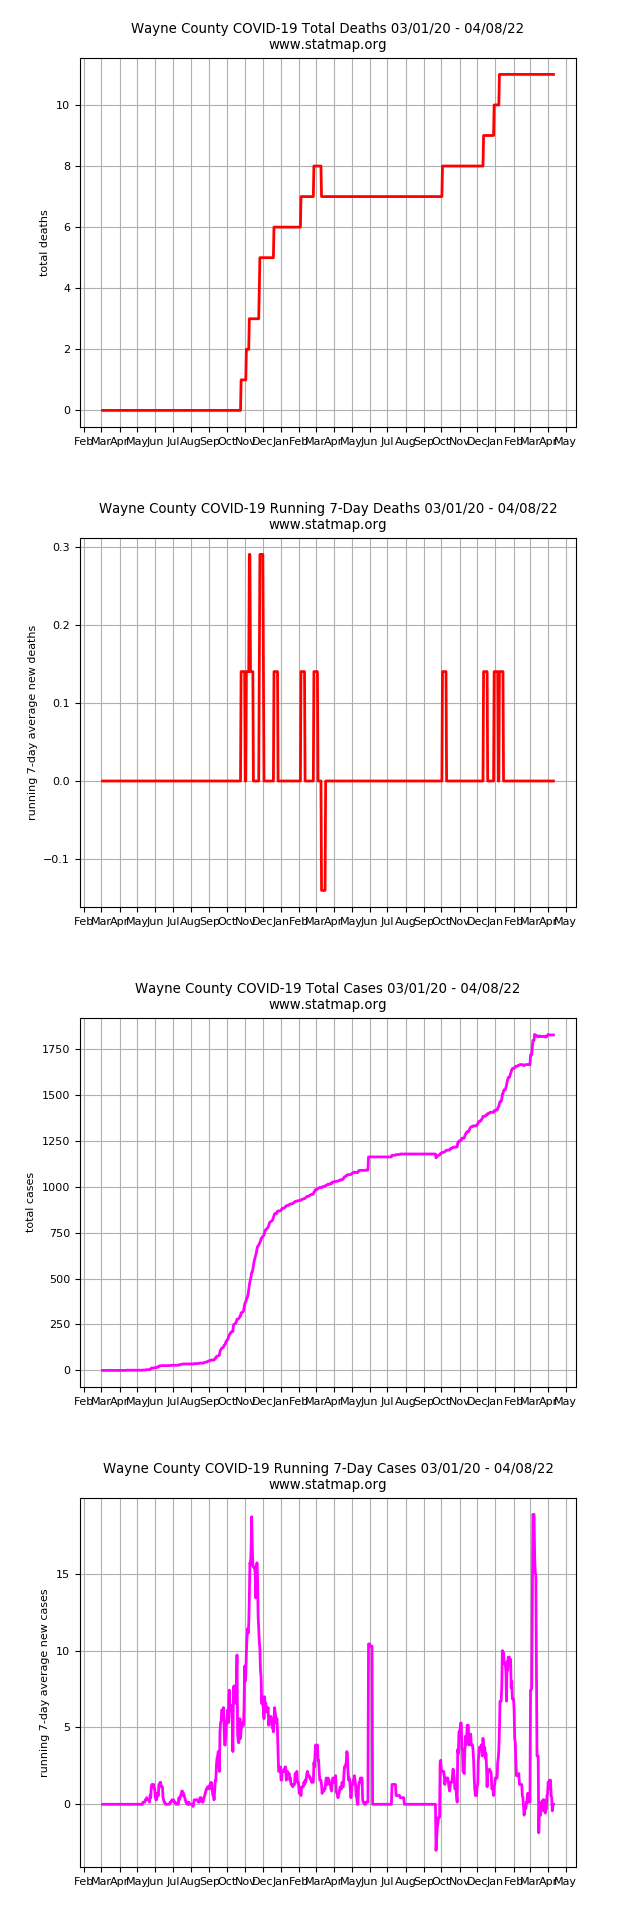 Wayne County COVID-19 Total Deaths 03/01/20 - 04/08/22
www.statmap.org
total deaths
10
8
6
4
2
0
Feb Mar Apr May Jun Jul Aug Sep Oct Nov Dec Jan Feb Mar Apr May Jun Jul Aug Sep Oct Nov Dec Jan Feb Mar Apr May
Wayne County COVID-19 Running 7-Day Deaths 03/01/20 - 04/08/22
www.statmap.org
running 7-day average new deaths
0.3
0.2
0.1
0.0
−0.1
Feb Mar Apr May Jun Jul Aug Sep Oct Nov Dec Jan Feb Mar Apr May Jun Jul Aug Sep Oct Nov Dec Jan Feb Mar Apr May
Wayne County COVID-19 Total Cases 03/01/20 - 04/08/22
www.statmap.org
total cases
1750
1500
1250
1000
750
500
250
0
Feb Mar Apr May Jun Jul Aug Sep Oct Nov Dec Jan Feb Mar Apr May Jun Jul Aug Sep Oct Nov Dec Jan Feb Mar Apr May
Wayne County COVID-19 Running 7-Day Cases 03/01/20 - 04/08/22
www.statmap.org
running 7-day average new cases
15
10
5
0
Feb Mar Apr May Jun Jul Aug Sep Oct Nov Dec Jan Feb Mar Apr May Jun Jul Aug Sep Oct Nov Dec Jan Feb Mar Apr May